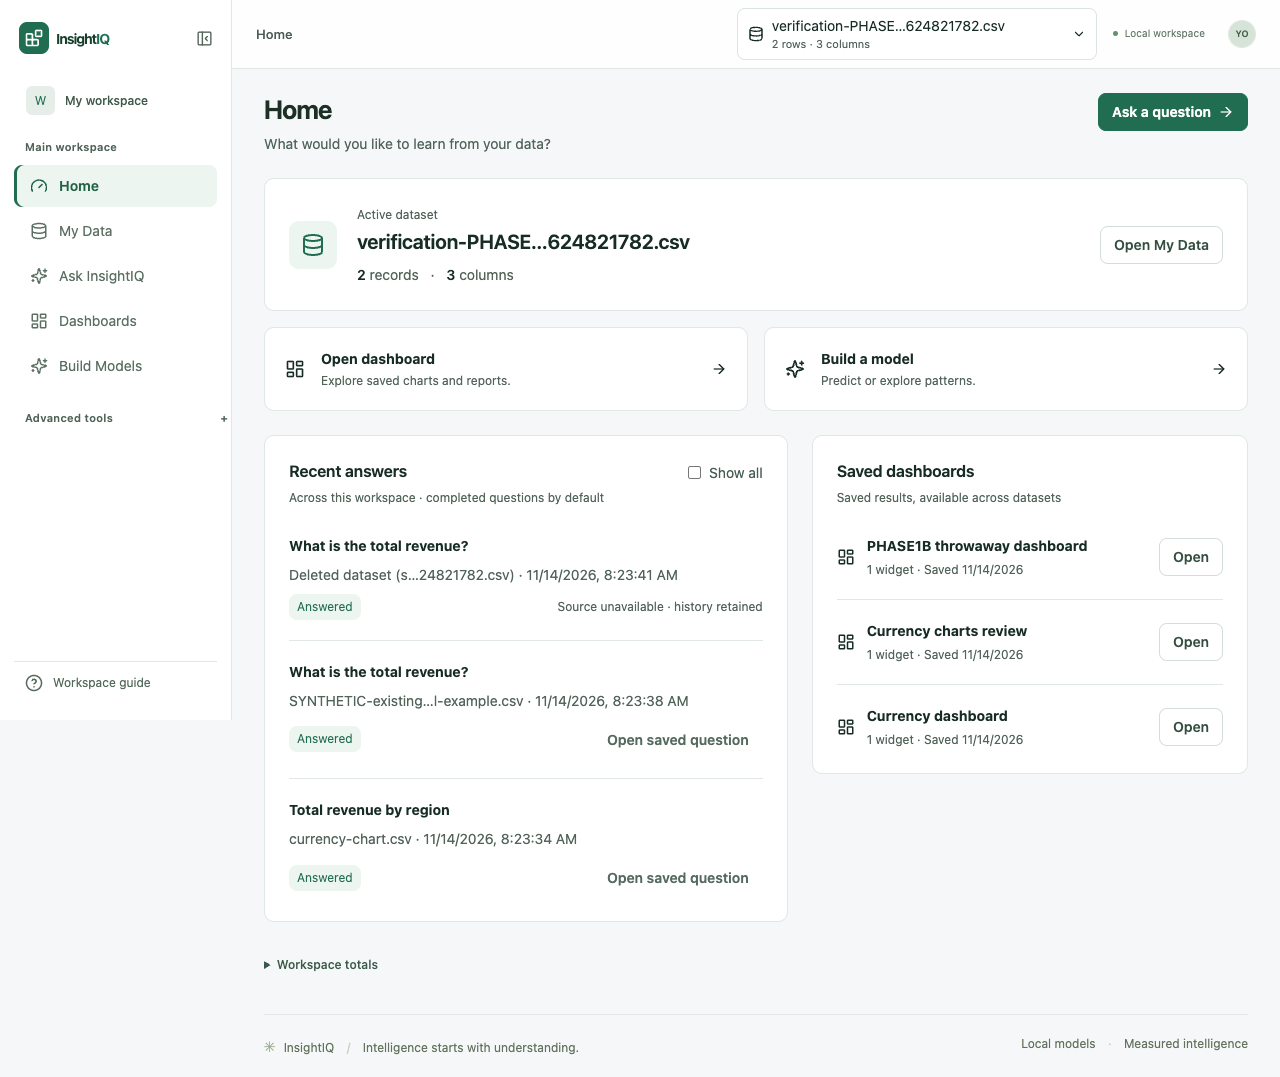 InsightIQ
W My workspace
Main workspace
Home
My Data
Ask InsightIQ
Dashboards
Build Models
Advanced tools +
Workspace guide
Home
verification-PHASE...624821782.csv
2 rows · 3 columns
Local workspace
YO
Home
What would you like to learn from your data?
Ask a question →
Active dataset
verification-PHASE...624821782.csv
2 records · 3 columns
Open My Data
Open dashboard
Explore saved charts and reports.
Build a model
Predict or explore patterns.
Recent answers
Show all
Across this workspace · completed questions by default
What is the total revenue?
Deleted dataset (s...24821782.csv) · 11/14/2026, 8:23:41 AM
Answered
Source unavailable · history retained
What is the total revenue?
SYNTHETIC-existing...l-example.csv · 11/14/2026, 8:23:38 AM
Answered
Open saved question
Total revenue by region
currency-chart.csv · 11/14/2026, 8:23:34 AM
Answered
Open saved question
Saved dashboards
Saved results, available across datasets
PHASE1B throwaway dashboard
1 widget · Saved 11/14/2026
Open
Currency charts review
1 widget · Saved 11/14/2026
Open
Currency dashboard
1 widget · Saved 11/14/2026
Open
Workspace totals
InsightIQ / Intelligence starts with understanding.
Local models · Measured intelligence